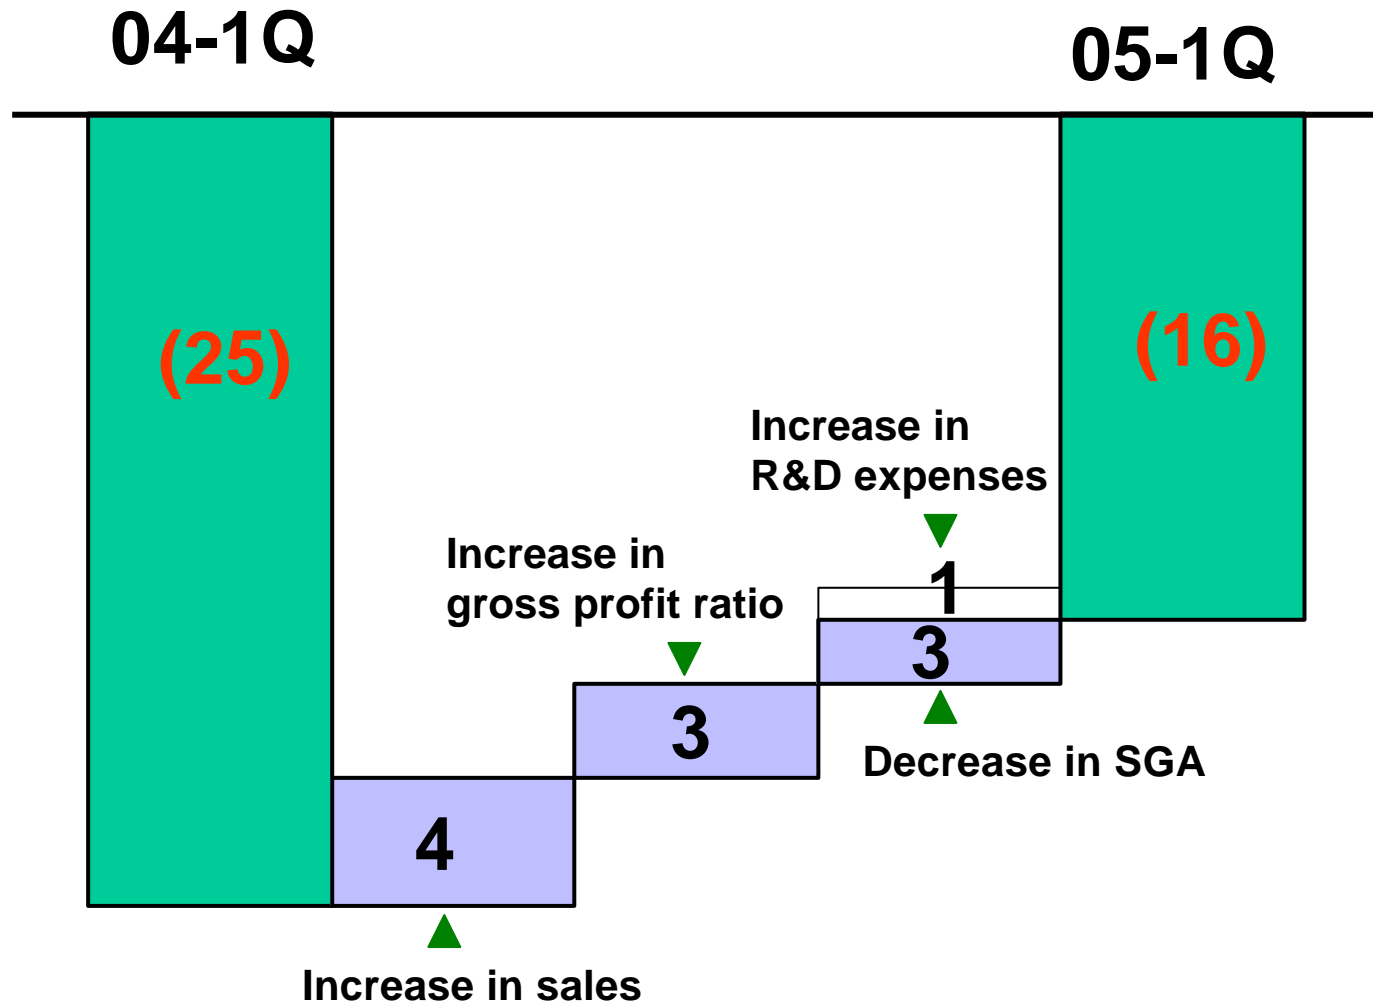 04-1Q
05-1Q
(25)
(16)
Increase in
R&D expenses
1
Increase in
gross profit ratio
3
3
Decrease in SGA
4
Increase in sales